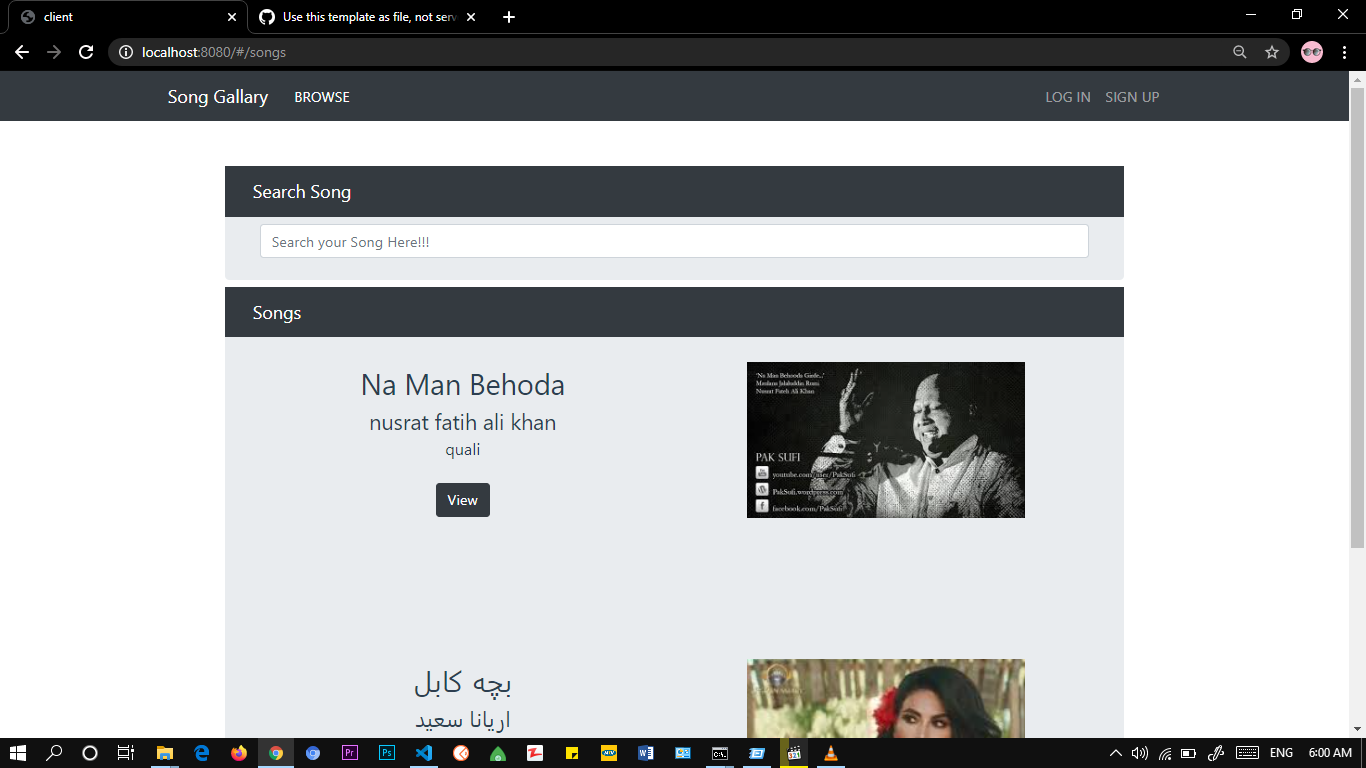 client
Use this template as file, not serv
localhost:8080/#/songs
Song Gallary
BROWSE
LOG IN
SIGN UP
Search Song
Search your Song Here!!!
Songs
Na Man Behoda
nusrat fatih ali khan
quali
View
'Na Man Behooda Girde...'
Maulana Jalaluddin Rumi
Nusrat Fateh Ali Khan
PAK SUFI
youtube.com/user/PakSufi
PakSufi.wordpress.com
facebook.com/PakSufi
بچه کابل
اریانا سعید
ENG
6:00 AM